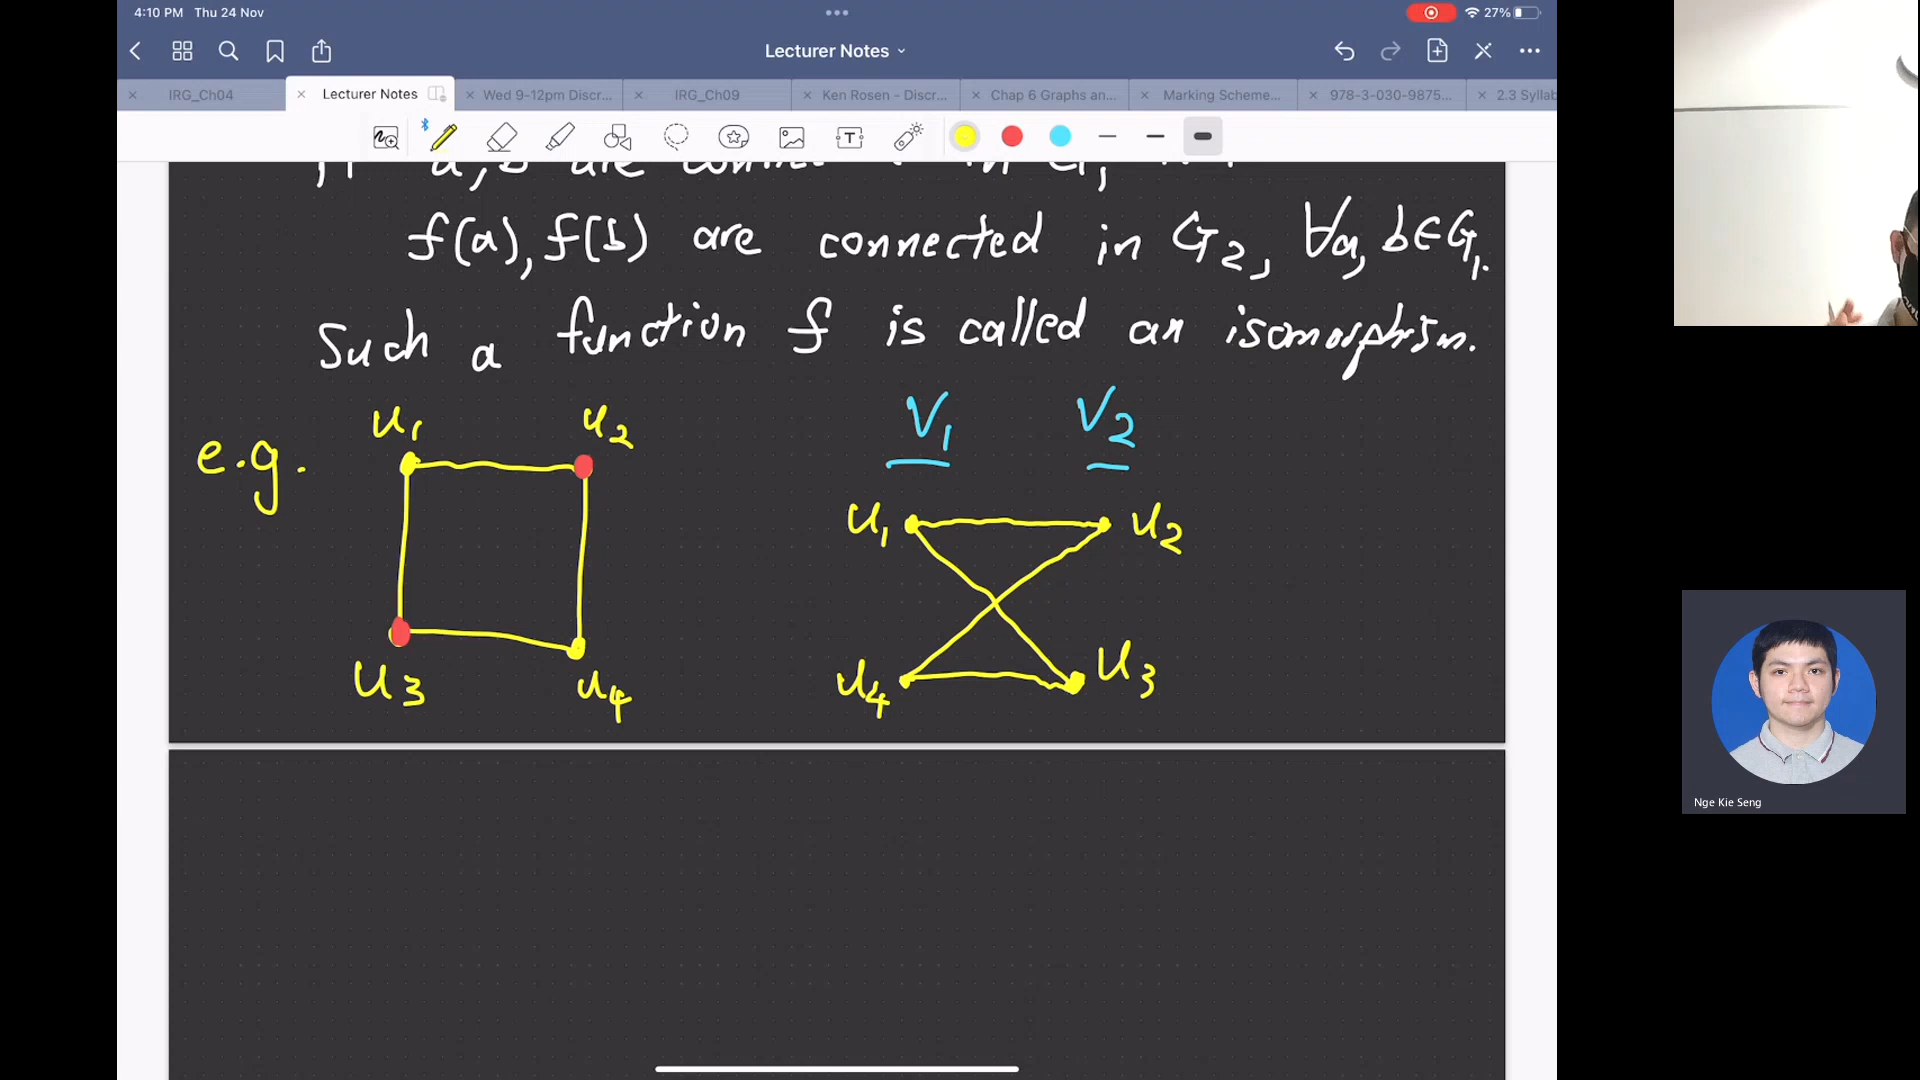 4:10 PM Thu 24 Nov
27%
Lecturer Notes
IRG_Ch04
Lecturer Notes
Wed 9-12pm Discr...
IRG_Ch09
Ken Rosen - Discr...
Chap 6 Graphs an...
Marking Scheme...
978-3-030-9875...
2.3 Syllab
f(a), f(b) are connected in G₂, ∀a, b∈G₁.
Such a function f is called an isomorphism.
V₁ V₂
e.g.
u₁ u₂
u₃ u₄
u₁ u₂
u₄ u₃
Nge Kie Seng